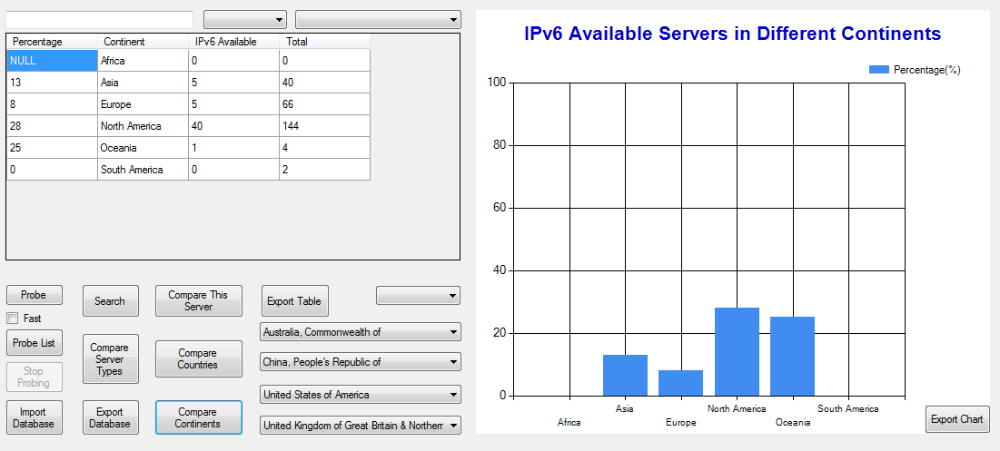 Percentage Continent IPv6 Available Total
NULL Africa 0 0
13 Asia 5 40
8 Europe 5 66
28 North America 40 144
25 Oceania 1 4
0 South America 0 2
Probe
Search
Compare This
Server
Export Table
Fast
Probe List
Compare
Server
Types
Compare
Countries
Australia, Commonwealth of
China, People's Republic of
Stop
Probing
United States of America
Import
Database
Export
Database
Compare
Continents
United Kingdom of Great Britain & Northern
IPv6 Available Servers in Different Continents
Percentage(%)
100
80
60
40
20
0
Asia North America South America
Africa Europe Oceania
Export Chart